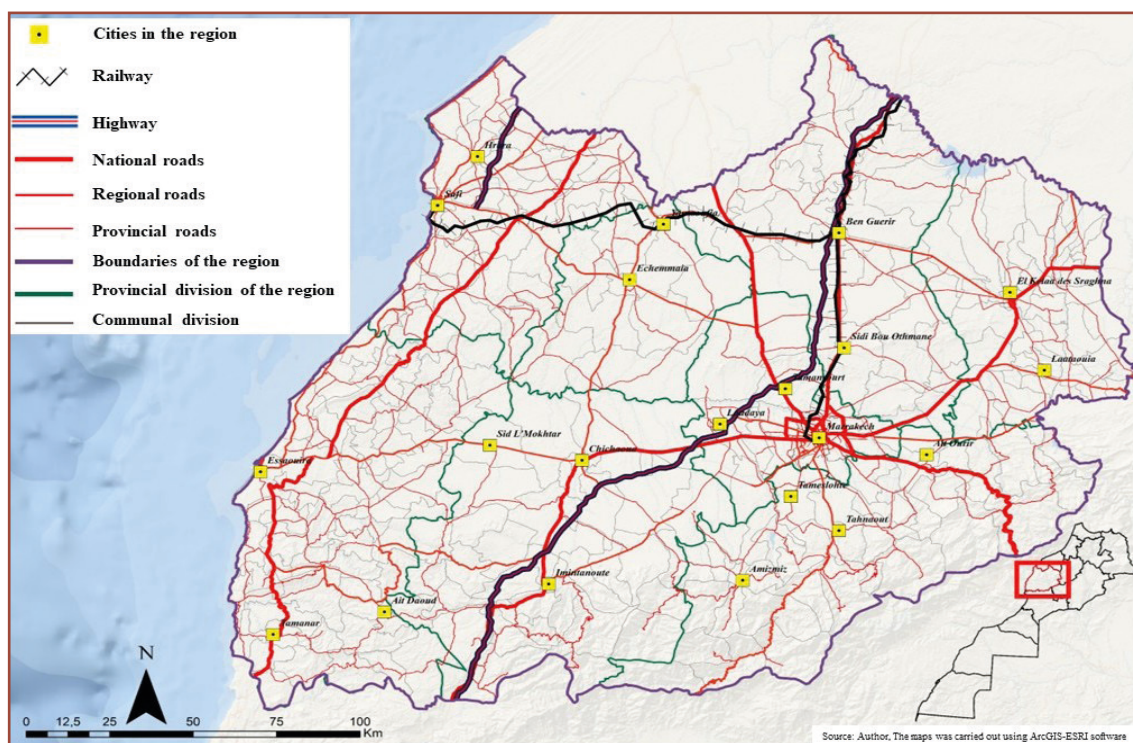 Cities in the region
Railway
Highway
National roads
Regional roads
Provincial roads
Boundaries of the region
Provincial division of the region
Communal division
Hrara
Safi
Ben Guerir
Echemmaia
El Kelaa des Sraghna
Sidi Bou Othmane
Laataouia
Loudaya
Marrakech
Sid L'Mokhtar
Chichaoua
Ait Ourir
Essaouira
Tameslohte
Tahnaout
Imintanoute
Amizmiz
Ait Daoud
Tamanar
N
0 12,5 25 50 75 100
Km
Source: Author, The maps was carried out using ArcGIS-ESRI software